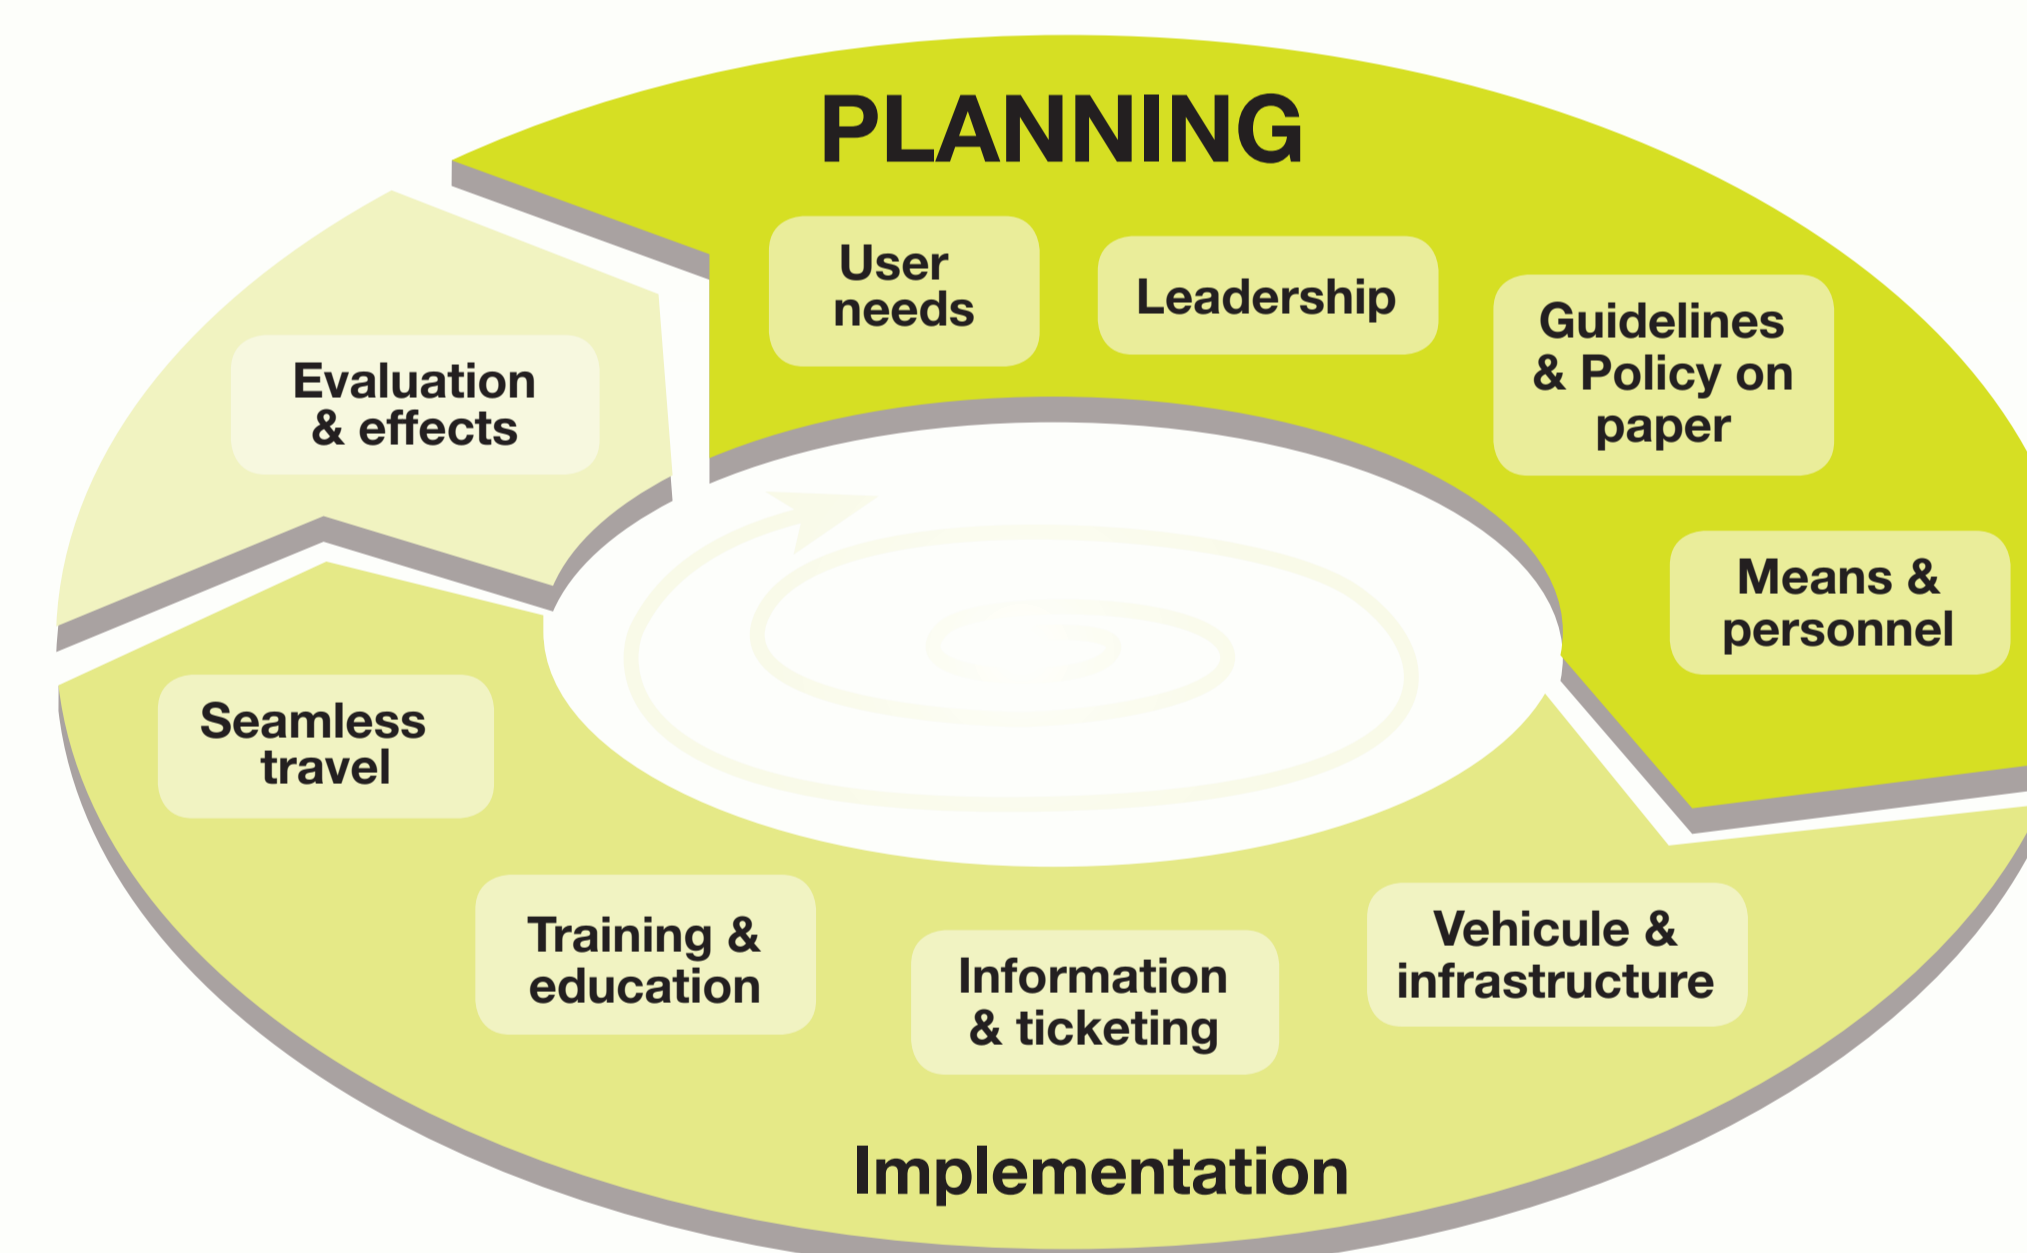 PLANNING
User
needs
Leadership
Guidelines
& Policy on
paper
Means &
personnel
Vehicule &
infrastructure
Information
& ticketing
Training &
education
Implementation
Seamless
travel
Evaluation
& effects